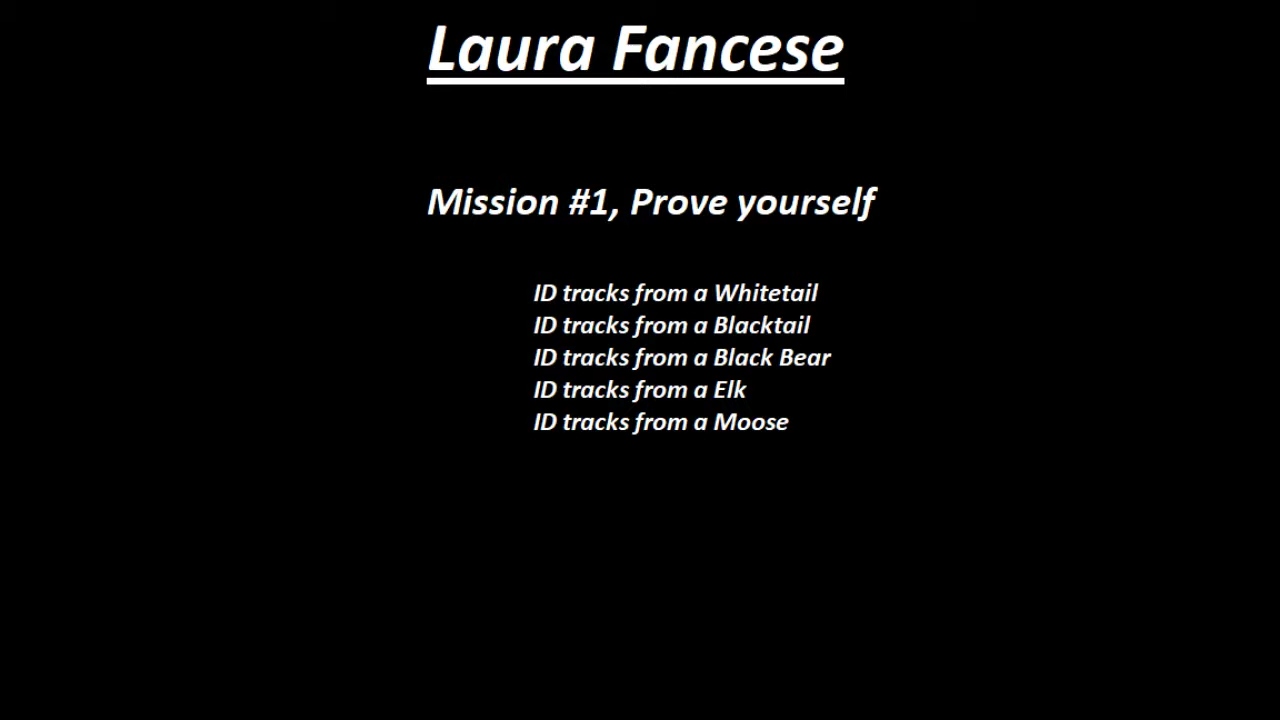 Laura Fancese
Mission #1, Prove yourself
ID tracks from a Whitetail
ID tracks from a Blacktail
ID tracks from a Black Bear
ID tracks from a Elk
ID tracks from a Moose